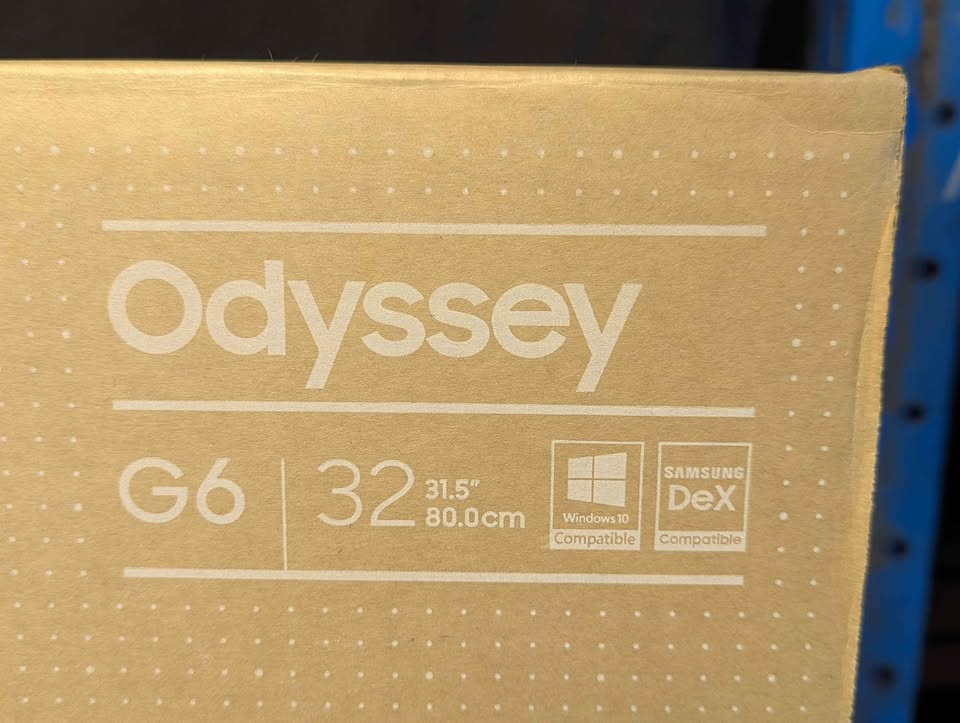 Odyssey
G6 32 31.5" 80.0cm
Windows 10 Compatible
SAMSUNG DeX Compatible